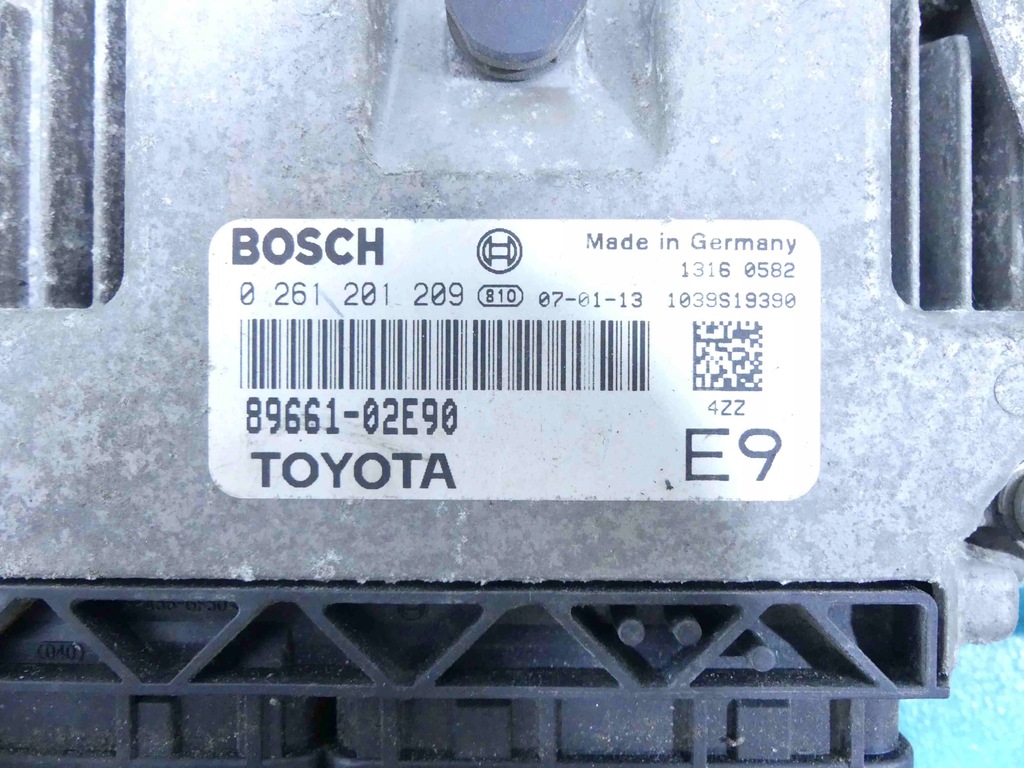 BOSCH Made in Germany
1316 0582
0 261 201 209 810 07-01-13 1039S19390
4ZZ
89661-02E90
TOYOTA E9
(040)